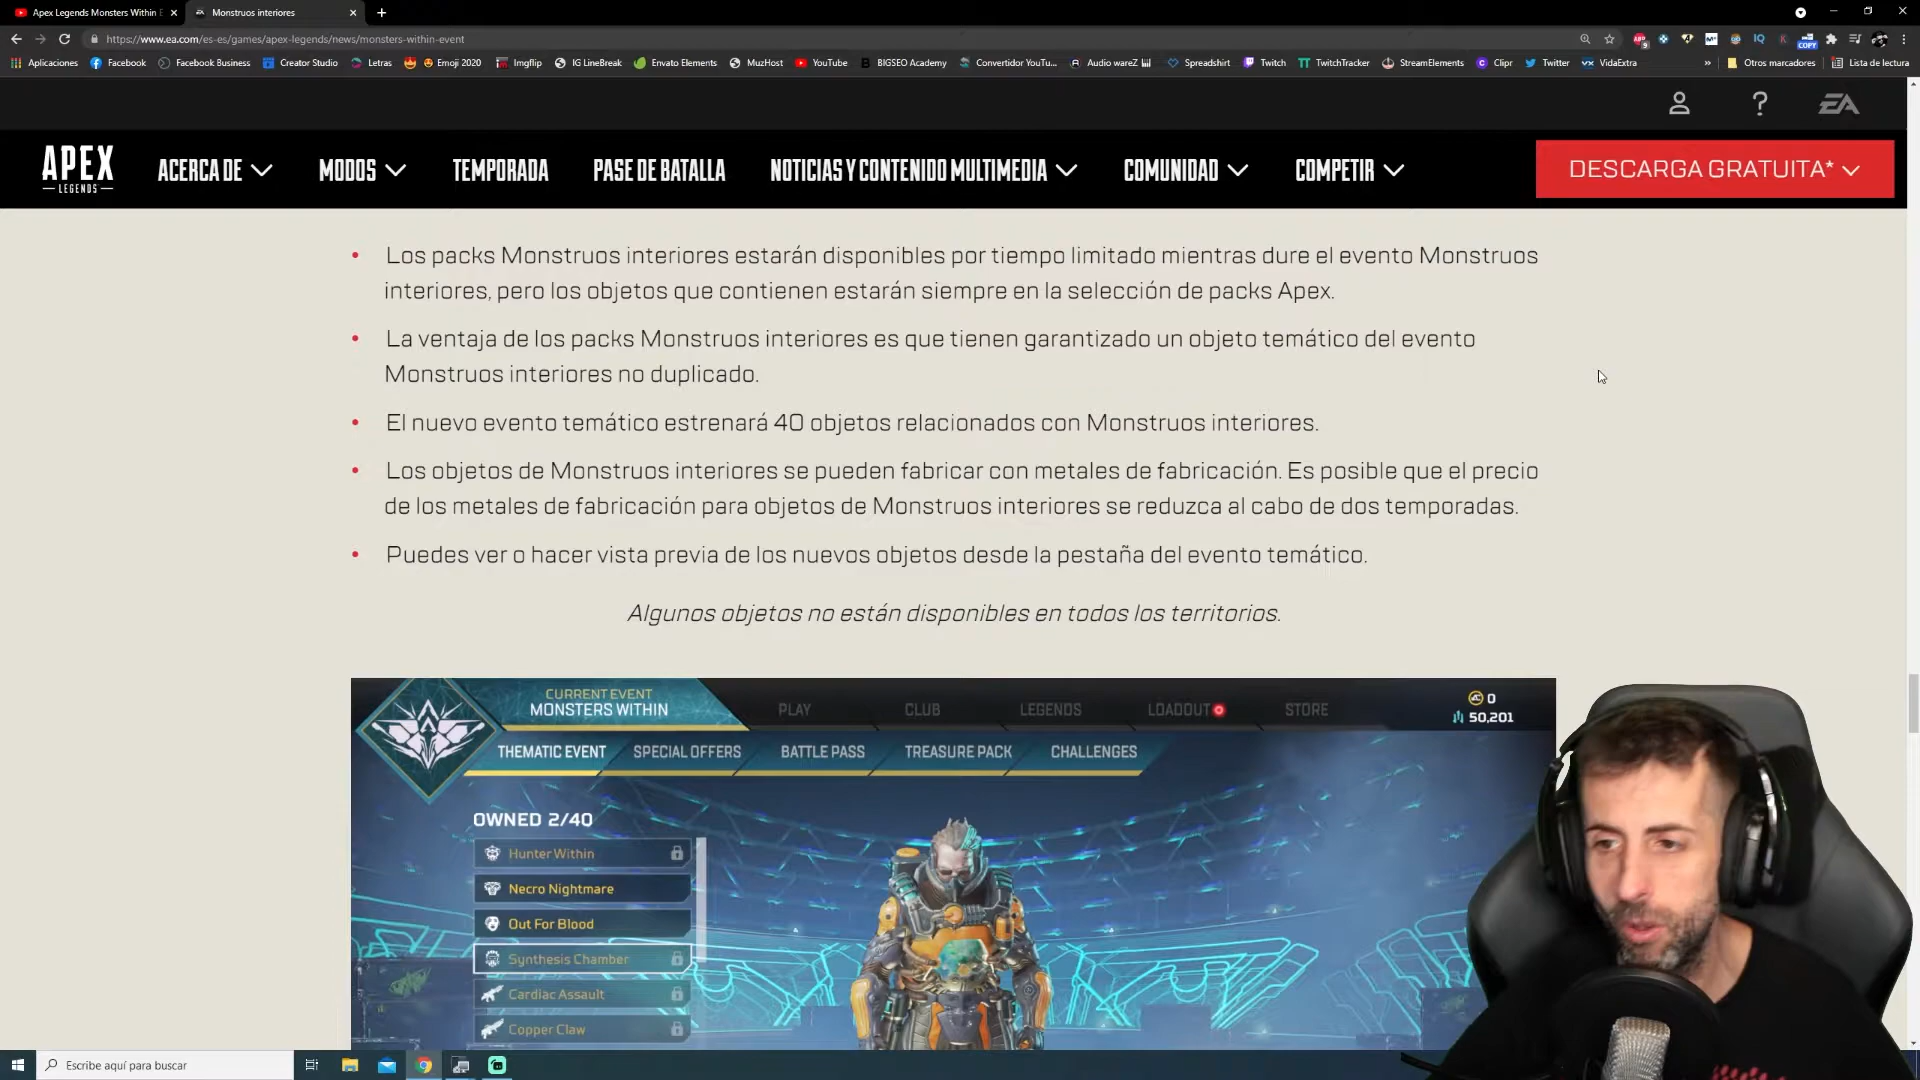 Apex Legends Monsters Within E
Monstruos interiores
https://www.ea.com/es-es/games/apex-legends/news/monsters-within-event
Aplicaciones
Facebook
Facebook Business
Creator Studio
Letras
Emoji 2020
Imgflip
IG LineBreak
Envato Elements
MuzHost
YouTube
BIGSEO Academy
Convertidor YouTu...
Audio wareZ
Spreadshirt
Twitch
TwitchTracker
StreamElements
Clipr
Twitter
VidaExtra
»
Otros marcadores
Lista de lectura
EA
APEX
LEGENDS
ACERCA DE
MODOS
TEMPORADA
PASE DE BATALLA
NOTICIAS Y CONTENIDO MULTIMEDIA
COMUNIDAD
COMPETIR
DESCARGA GRATUITA*
• Los packs Monstruos interiores estarán disponibles por tiempo limitado mientras dure el evento Monstruos
interiores, pero los objetos que contienen estarán siempre en la selección de packs Apex.
• La ventaja de los packs Monstruos interiores es que tienen garantizado un objeto temático del evento
Monstruos interiores no duplicado.
• El nuevo evento temático estrenará 40 objetos relacionados con Monstruos interiores.
• Los objetos de Monstruos interiores se pueden fabricar con metales de fabricación. Es posible que el precio
de los metales de fabricación para objetos de Monstruos interiores se reduzca al cabo de dos temporadas.
• Puedes ver o hacer vista previa de los nuevos objetos desde la pestaña del evento temático.
Algunos objetos no están disponibles en todos los territorios.
CURRENT EVENT
MONSTERS WITHIN
PLAY
CLUB
LEGENDS
LOADOUT
STORE
0
50,201
THEMATIC EVENT
SPECIAL OFFERS
BATTLE PASS
TREASURE PACK
CHALLENGES
OWNED 2/40
Hunter Within
Necro Nightmare
Out For Blood
Synthesis Chamber
Cardiac Assault
Copper Claw
Escribe aquí para buscar